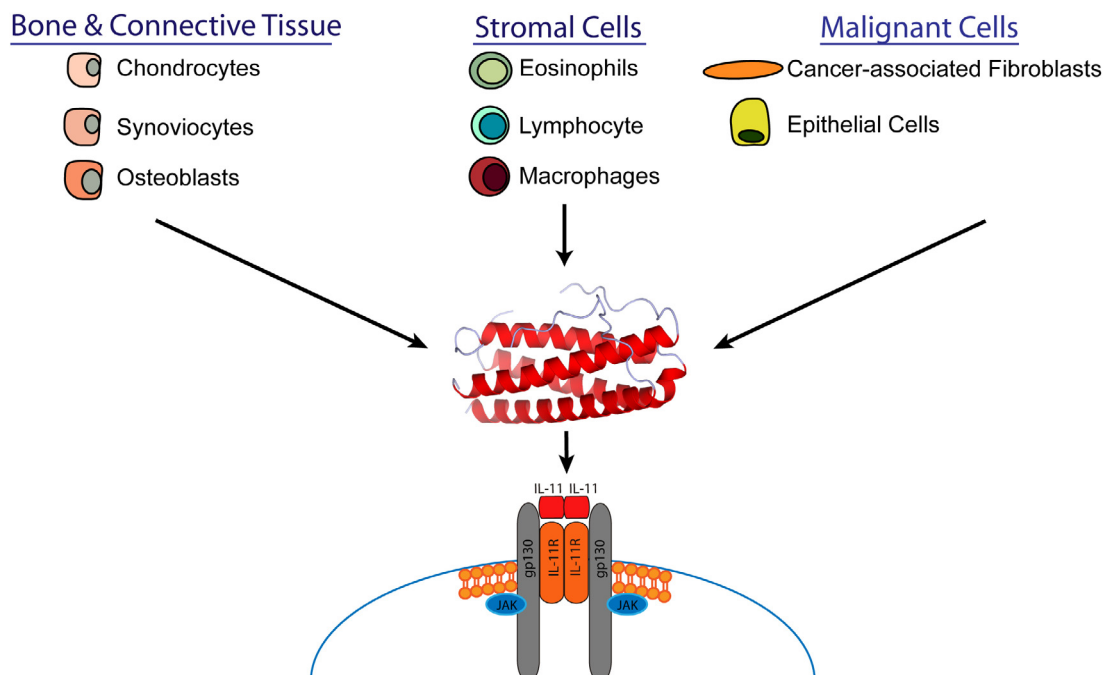 Bone & Connective Tissue
Chondrocytes
Synoviocytes
Osteoblasts
Stromal Cells
Eosinophils
Lymphocyte
Macrophages
Malignant Cells
Cancer-associated Fibroblasts
Epithelial Cells
IL-11 IL-11
gp130
IL-11R
IL-11R
gp130
JAK
JAK